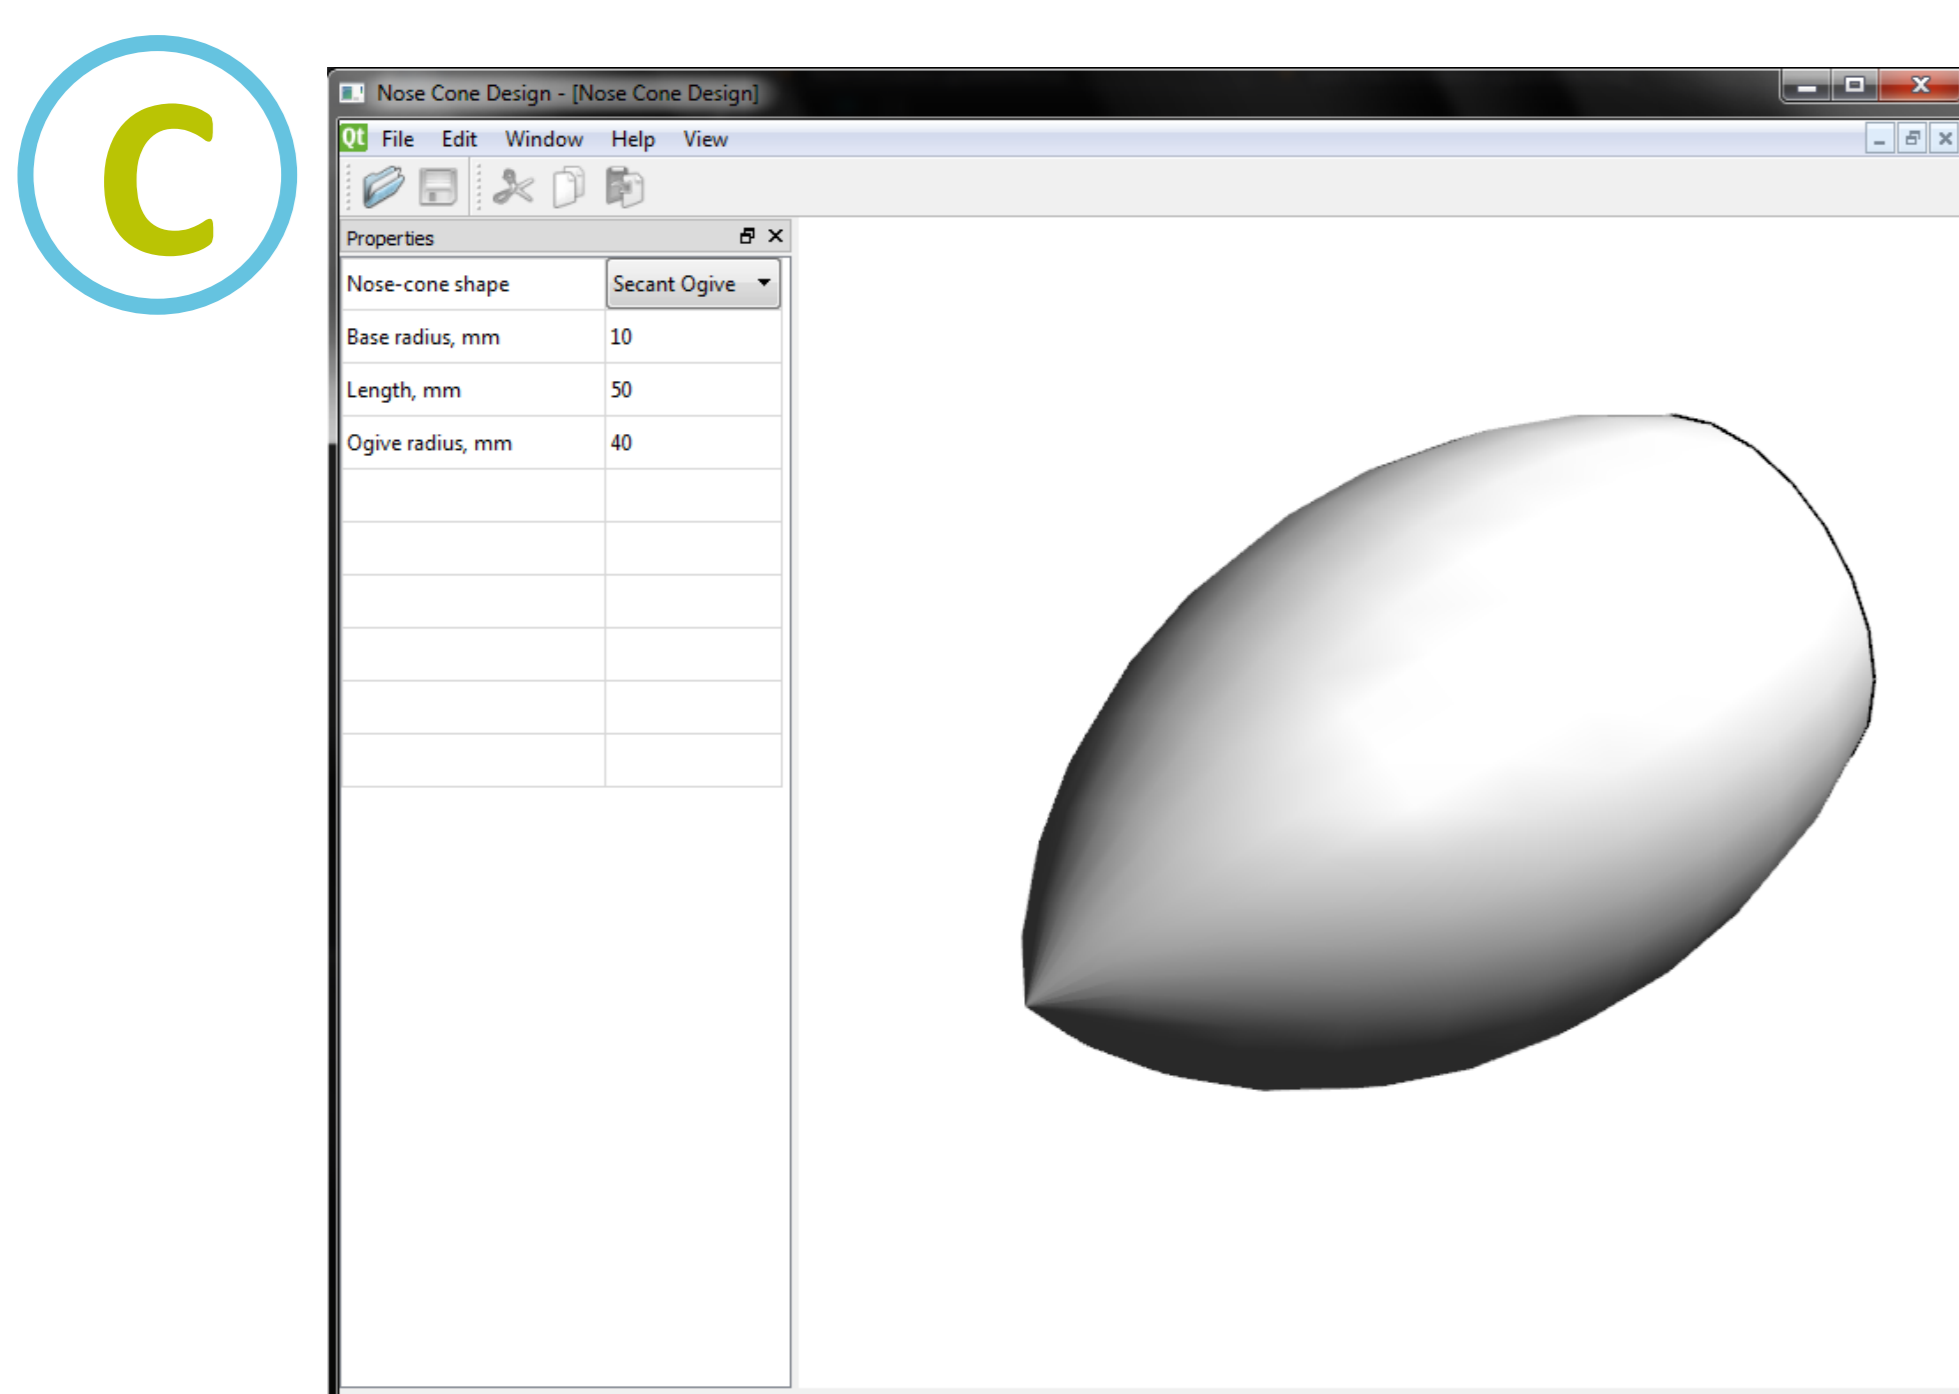 C
Nose Cone Design - [Nose Cone Design]
Qt File Edit Window Help View
Properties
Nose-cone shape Secant Ogive
Base radius, mm 10
Length, mm 50
Ogive radius, mm 40